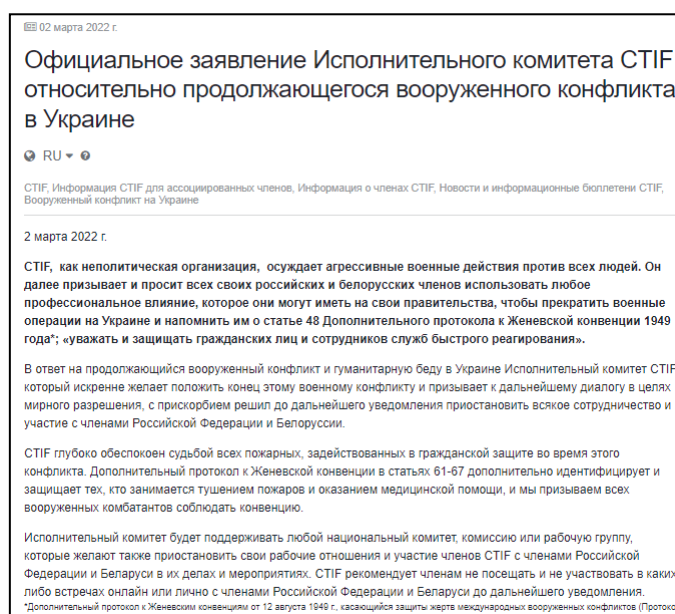 02 марта 2022 г.
Официальное заявление Исполнительного комитета CTIF
относительно продолжающегося вооруженного конфликта
в Украине
RU
CTIF, Информация CTIF для ассоциированных членов, Информация о членах CTIF, Новости и информационные бюллетени CTIF,
Вооруженный конфликт на Украине
2 марта 2022 г.
CTIF, как неполитическая организация, осуждает агрессивные военные действия против всех людей. Он
далее призывает и просит всех своих российских и белорусских членов использовать любое
профессиональное влияние, которое они могут иметь на свои правительства, чтобы прекратить военные
операции на Украине и напомнить им о статье 48 Дополнительного протокола к Женевской конвенции 1949
года*; «уважать и защищать гражданских лиц и сотрудников служб быстрого реагирования».
В ответ на продолжающийся вооруженный конфликт и гуманитарную беду в Украине Исполнительный комитет CTIF
который искренне желает положить конец этому военному конфликту и призывает к дальнейшему диалогу в целях
мирного разрешения, с прискорбием решил до дальнейшего уведомления приостановить всякое сотрудничество и
участие с членами Российской Федерации и Белоруссии.
CTIF глубоко обеспокоен судьбой всех пожарных, задействованных в гражданской защите во время этого
конфликта. Дополнительный протокол к Женевской конвенции в статьях 61-67 дополнительно идентифицирует и
защищает тех, кто занимается тушением пожаров и оказанием медицинской помощи, и мы призываем всех
вооруженных комбатантов соблюдать конвенцию.
Исполнительный комитет будет поддерживать любой национальный комитет, комиссию или рабочую группу,
которые желают также приостановить свои рабочие отношения и участие членов CTIF с членами Российской
Федерации и Беларуси в их делах и мероприятиях. CTIF рекомендует членам не посещать и не участвовать в каких
либо встречах онлайн или лично с членами Российской Федерации и Беларуси до дальнейшего уведомления.
*Дополнительный протокол к Женевским конвенциям от 12 августа 1949 г., касающийся защиты жертв международных вооруженных конфликтов (Протоко